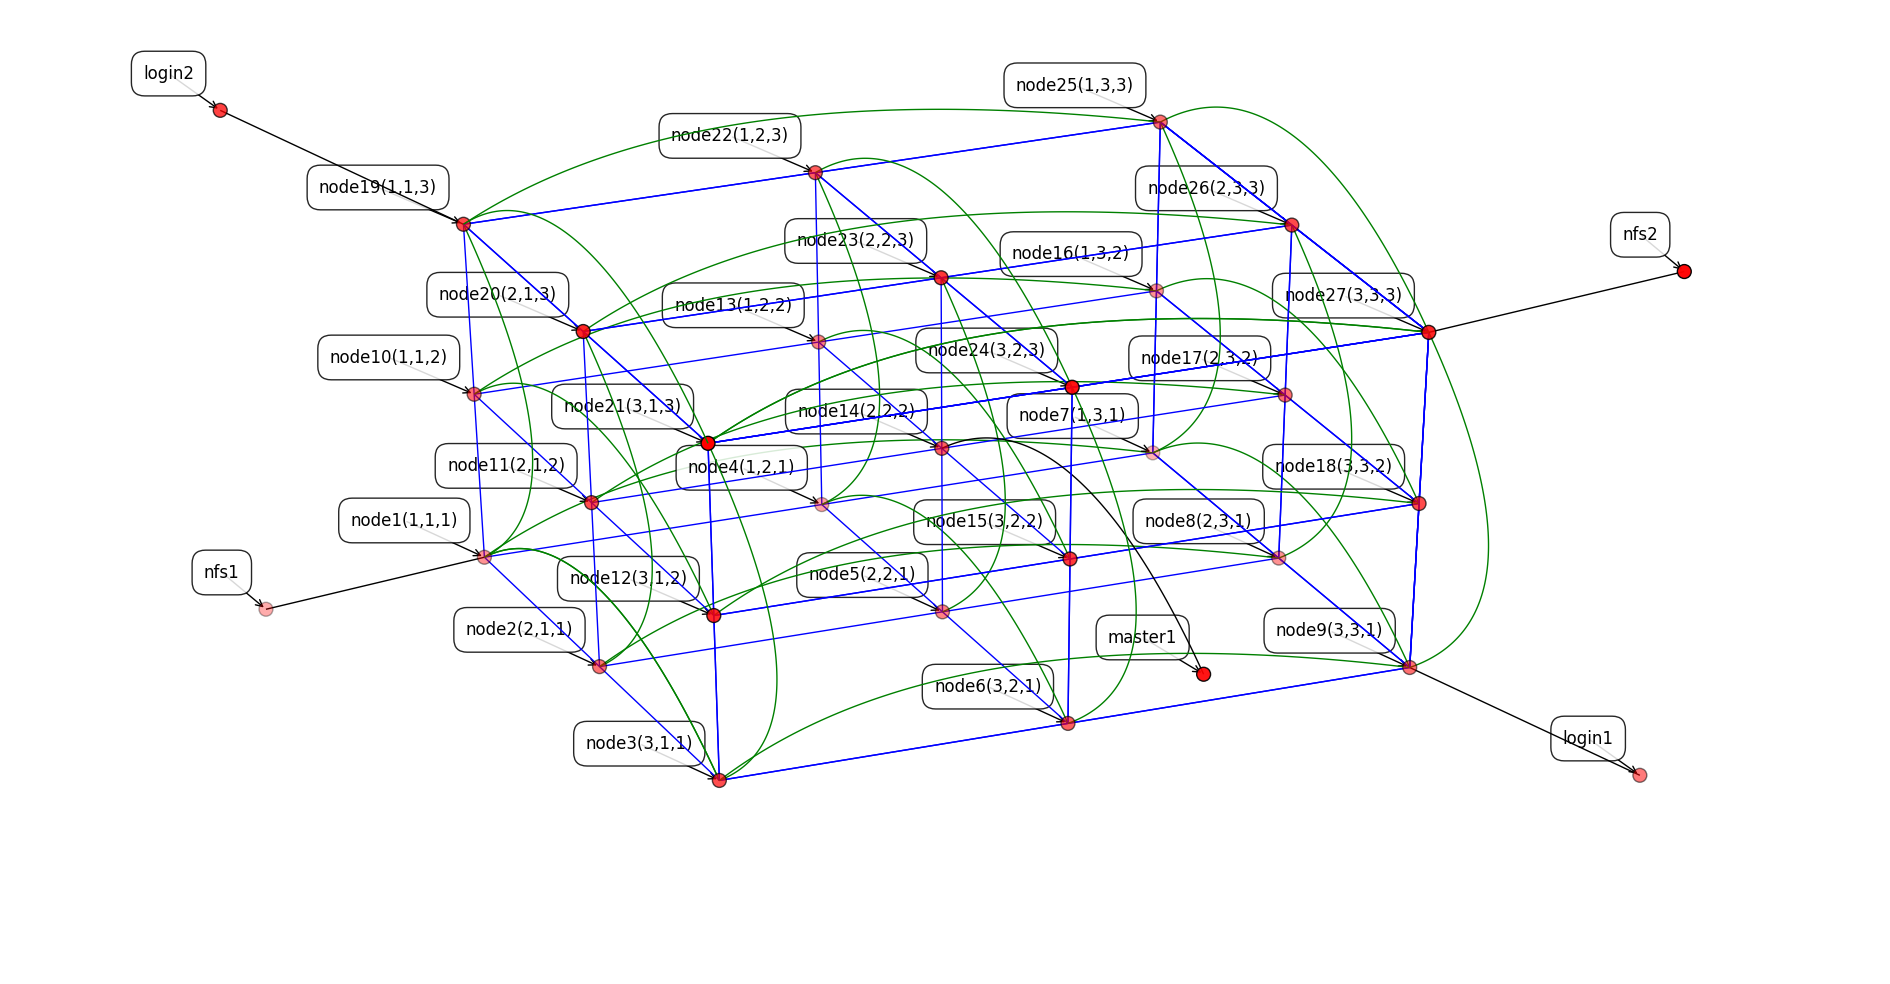 login2
node25(1,3,3)
node22(1,2,3)
node19(1,1,3)
node26(2,3,3)
nfs2
node23(2,2,3)
node16(1,3,2)
node20(2,1,3)
node13(1,2,2)
node27(3,3,3)
node10(1,1,2)
node24(3,2,3)
node17(2,3,2)
node21(3,1,3)
node14(2,2,2)
node7(1,3,1)
node11(2,1,2)
node4(1,2,1)
node18(3,3,2)
node1(1,1,1)
node15(3,2,2)
node8(2,3,1)
nfs1
node12(3,1,2)
node5(2,2,1)
node2(2,1,1)
master1
node9(3,3,1)
node6(3,2,1)
node3(3,1,1)
login1